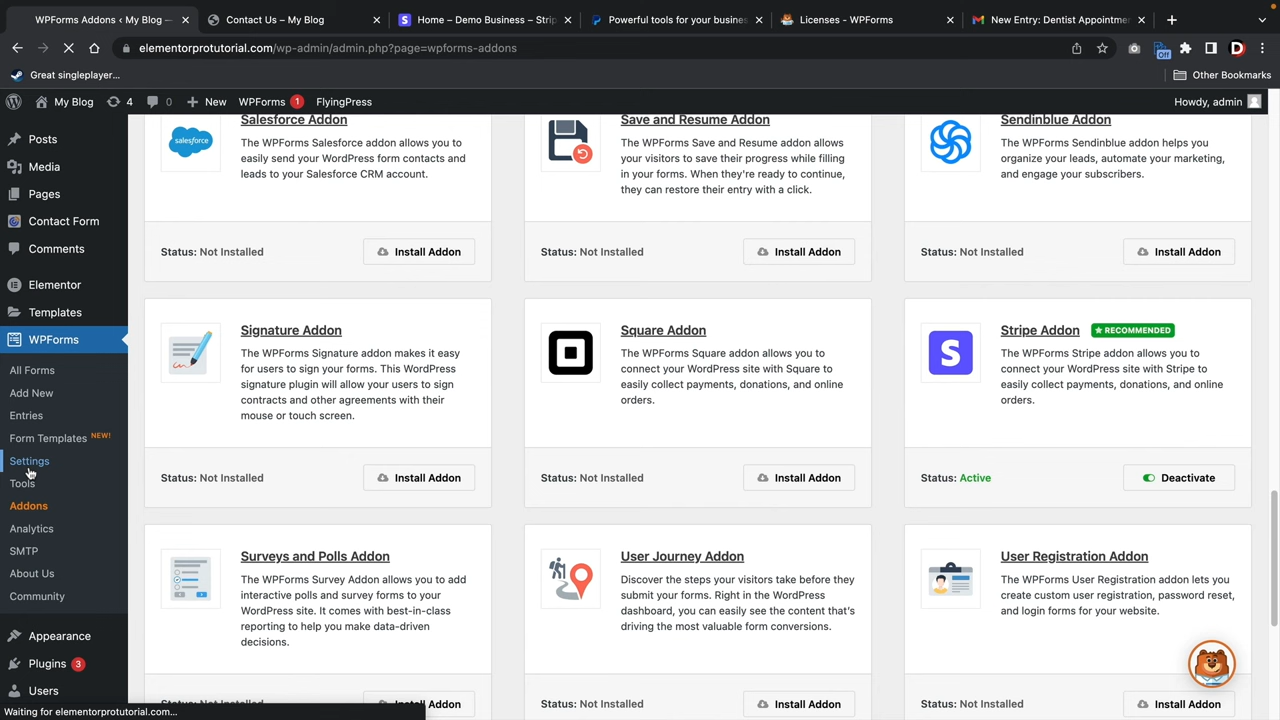 WPForms Addons ‹ My Blog —
Contact Us – My Blog
Home – Demo Business – Strip
Powerful tools for your busines
Licenses - WPForms
New Entry: Dentist Appointmen
elementorprotutorial.com/wp-admin/admin.php?page=wpforms-addons
Off
D
Great singleplayer...
Other Bookmarks
My Blog
4
0
New
WPForms 1
FlyingPress
Howdy, admin
Posts
Media
Pages
Contact Form
Comments
Elementor
Templates
WPForms
All Forms
Add New
Entries
Form Templates NEW!
Settings
Tools
Addons
Analytics
SMTP
About Us
Community
Appearance
Plugins 3
Users
salesforce
Salesforce Addon
The WPForms Salesforce addon allows you to
easily send your WordPress form contacts and
leads to your Salesforce CRM account.
Status: Not Installed
Install Addon
Save and Resume Addon
The WPForms Save and Resume addon allows
your visitors to save their progress while filling
in your forms. When they're ready to continue,
they can restore their entry with a click.
Status: Not Installed
Install Addon
Sendinblue Addon
The WPForms Sendinblue addon helps you
organize your leads, automate your marketing,
and engage your subscribers.
Status: Not Installed
Install Addon
Signature Addon
The WPForms Signature addon makes it easy
for users to sign your forms. This WordPress
signature plugin will allow your users to sign
contracts and other agreements with their
mouse or touch screen.
Status: Not Installed
Install Addon
Square Addon
The WPForms Square addon allows you to
connect your WordPress site with Square to
easily collect payments, donations, and online
orders.
Status: Not Installed
Install Addon
S
Stripe Addon
RECOMMENDED
The WPForms Stripe addon allows you to
connect your WordPress site with Stripe to
easily collect payments, donations, and online
orders.
Status: Active
Deactivate
Surveys and Polls Addon
The WPForms Survey Addon allows you to add
interactive polls and survey forms to your
WordPress site. It comes with best-in-class
reporting to help you make data-driven
decisions.
Install Addon
User Journey Addon
Discover the steps your visitors take before they
submit your forms. Right in the WordPress
dashboard, you can easily see the content that's
driving the most valuable form conversions.
Status: Not Installed
Install Addon
User Registration Addon
The WPForms User Registration addon lets you
create custom user registration, password reset,
and login forms for your website.
Status: Not Installed
Install Addon
Waiting for elementorprotutorial.com...